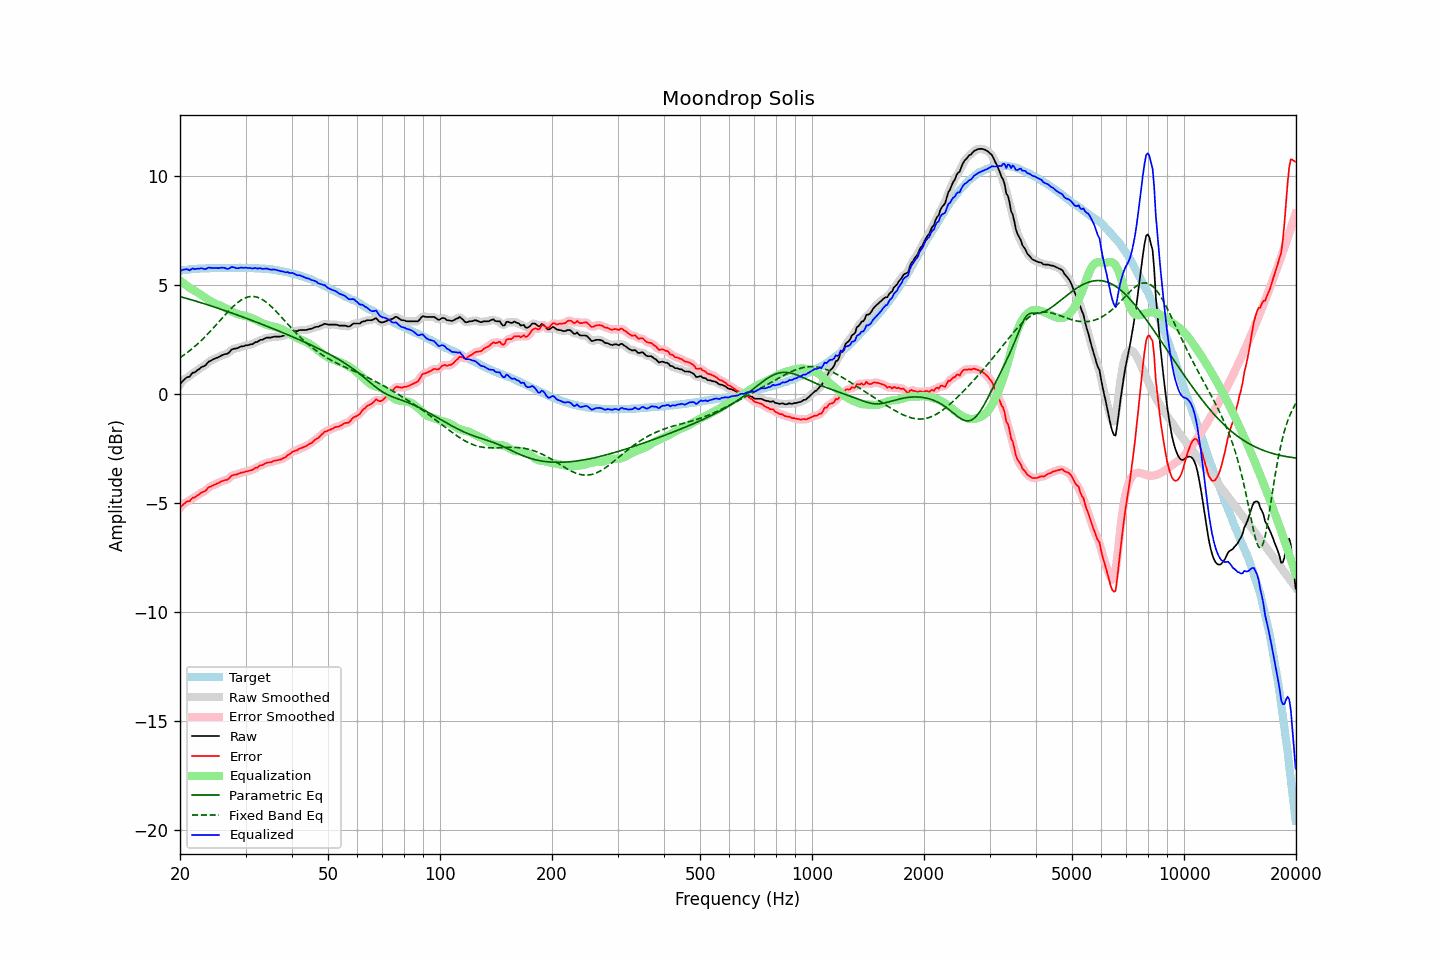 Moondrop Solis
Amplitude (dBr)
10
5
0
−5
−10
−15
−20
Target
Raw Smoothed
Error Smoothed
Raw
Error
Equalization
Parametric Eq
Fixed Band Eq
Equalized
20 50 100 200 500 1000 2000 5000 10000 20000
Frequency (Hz)